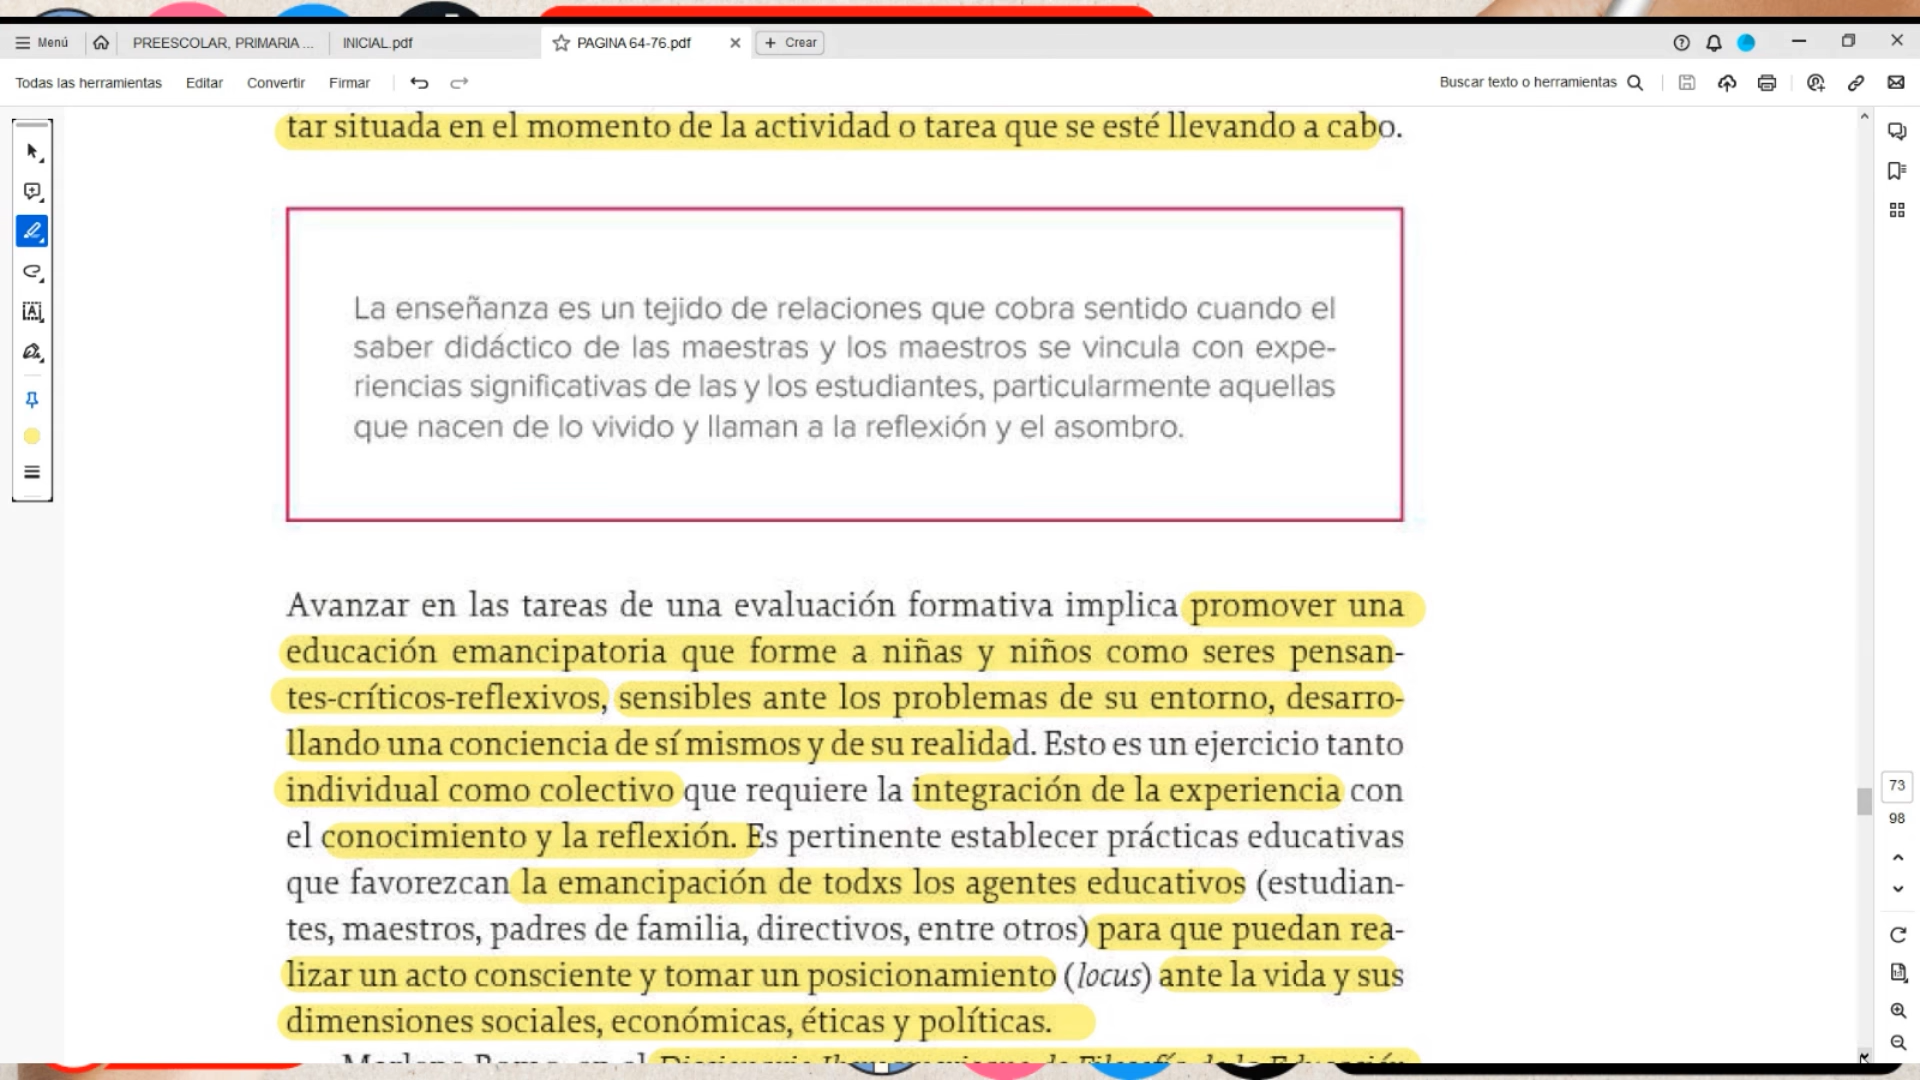 Menú
PREESCOLAR, PRIMARIA ...
INICIAL.pdf
PAGINA 64-76.pdf
Crear
Todas las herramientas
Editar
Convertir
Firmar
Buscar texto o herramientas
tar situada en el momento de la actividad o tarea que se esté llevando a cabo.
La enseñanza es un tejido de relaciones que cobra sentido cuando el
saber didáctico de las maestras y los maestros se vincula con expe-
riencias significativas de las y los estudiantes, particularmente aquellas
que nacen de lo vivido y llaman a la reflexión y el asombro.
Avanzar en las tareas de una evaluación formativa implica promover una
educación emancipatoria que forme a niñas y niños como seres pensan-
tes-críticos-reflexivos, sensibles ante los problemas de su entorno, desarro-
llando una conciencia de sí mismos y de su realidad. Esto es un ejercicio tanto
individual como colectivo que requiere la integración de la experiencia con
el conocimiento y la reflexión. Es pertinente establecer prácticas educativas
que favorezcan la emancipación de todxs los agentes educativos (estudian-
tes, maestros, padres de familia, directivos, entre otros) para que puedan rea-
lizar un acto consciente y tomar un posicionamiento (locus) ante la vida y sus
dimensiones sociales, económicas, éticas y políticas.
73
98